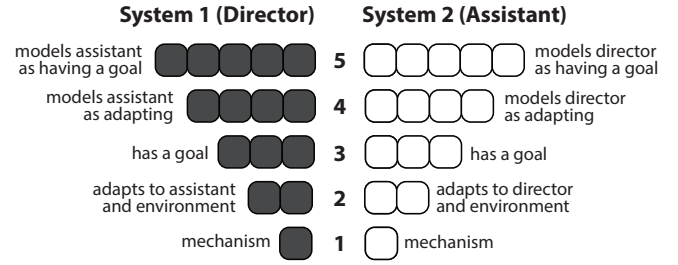 System 1 (Director)
System 2 (Assistant)
models assistant
as having a goal
5
models director
as having a goal
models assistant
as adapting
4
models director
as adapting
has a goal
3
has a goal
adapts to assistant
and environment
2
adapts to director
and environment
mechanism
1
mechanism